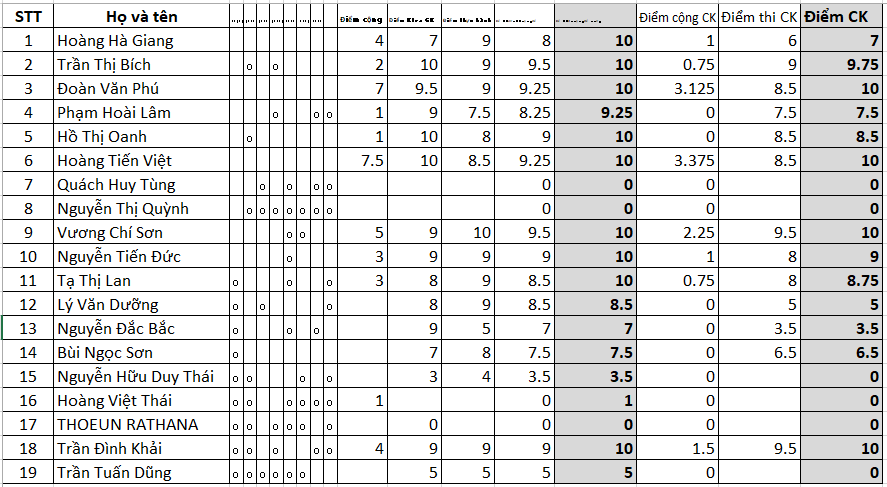 STT Họ và tên Điểm cộng Điểm cộng CK Điểm thi CK Điểm CK
1 Hoàng Hà Giang 4 7 9 8 10 1 6 7
2 Trần Thị Bích o o 2 10 9 9.5 10 0.75 9 9.75
3 Đoàn Văn Phú 7 9.5 9 9.25 10 3.125 8.5 10
4 Phạm Hoài Lâm o o o 1 9 7.5 8.25 9.25 0 7.5 7.5
5 Hồ Thị Oanh o 1 10 8 9 10 0 8.5 8.5
6 Hoàng Tiến Việt 7.5 10 8.5 9.25 10 3.375 8.5 10
7 Quách Huy Tùng o o o o 0 0 0 0
8 Nguyễn Thị Quỳnh o o o o o o o 0 0 0 0
9 Vương Chí Sơn o o 5 9 10 9.5 10 2.25 9.5 10
10 Nguyễn Tiến Đức o 3 9 9 9 10 1 8 9
11 Tạ Thị Lan o o o 3 8 9 8.5 10 0.75 8 8.75
12 Lý Văn Dưỡng o o o 8 9 8.5 8.5 0 5 5
13 Nguyễn Đắc Bắc o o o 9 5 7 7 0 3.5 3.5
14 Bùi Ngọc Sơn o 7 8 7.5 7.5 0 6.5 6.5
15 Nguyễn Hữu Duy Thái o o o o 3 4 3.5 3.5 0 0
16 Hoàng Việt Thái o o o o o o 1 0 1 0 0
17 THOEUN RATHANA o o o o o o 0 0 0 0 0
18 Trần Đình Khải o o o o o 4 9 9 9 10 1.5 9.5 10
19 Trần Tuấn Dũng o o o o o o 5 5 5 5 0 0